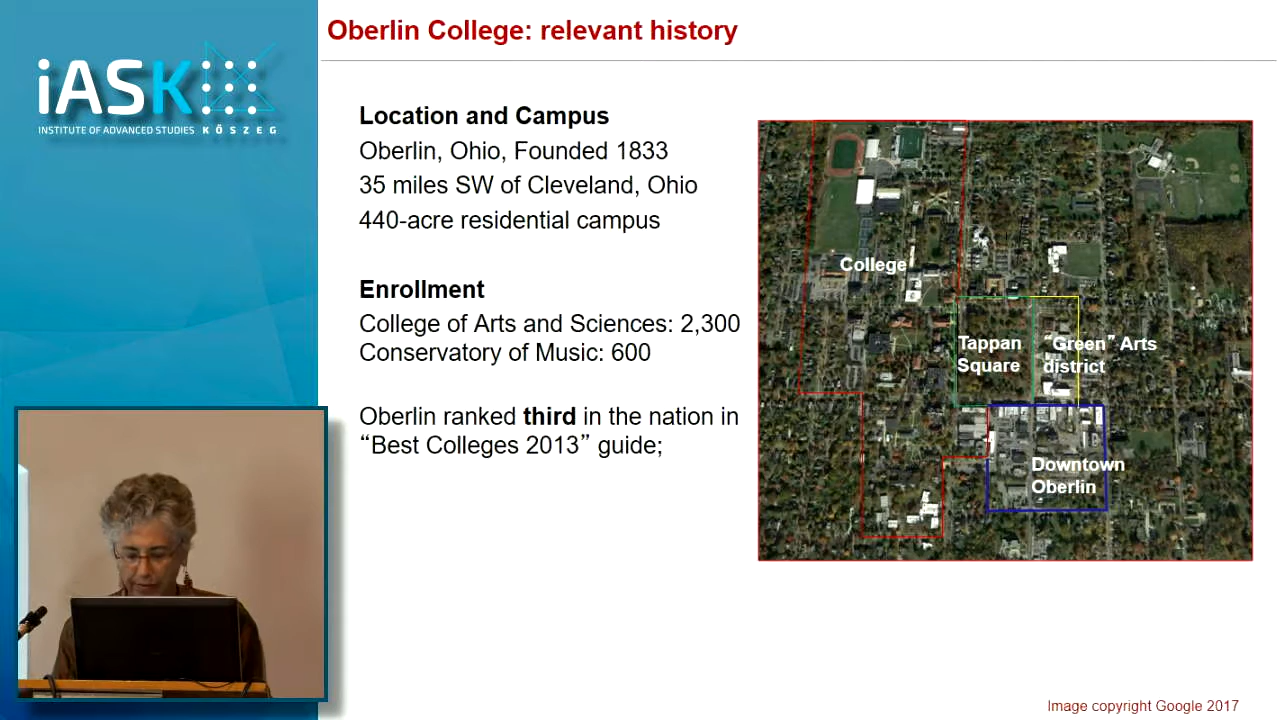 Oberlin College: relevant history
iASK
INSTITUTE OF ADVANCED STUDIES KŐSZEG
Location and Campus
Oberlin, Ohio, Founded 1833
35 miles SW of Cleveland, Ohio
440-acre residential campus
Enrollment
College of Arts and Sciences: 2,300
Conservatory of Music: 600
Oberlin ranked third in the nation in
“Best Colleges 2013” guide;
College
Tappan
Square
“Green” Arts
district
Downtown
Oberlin
Image copyright Google 2017